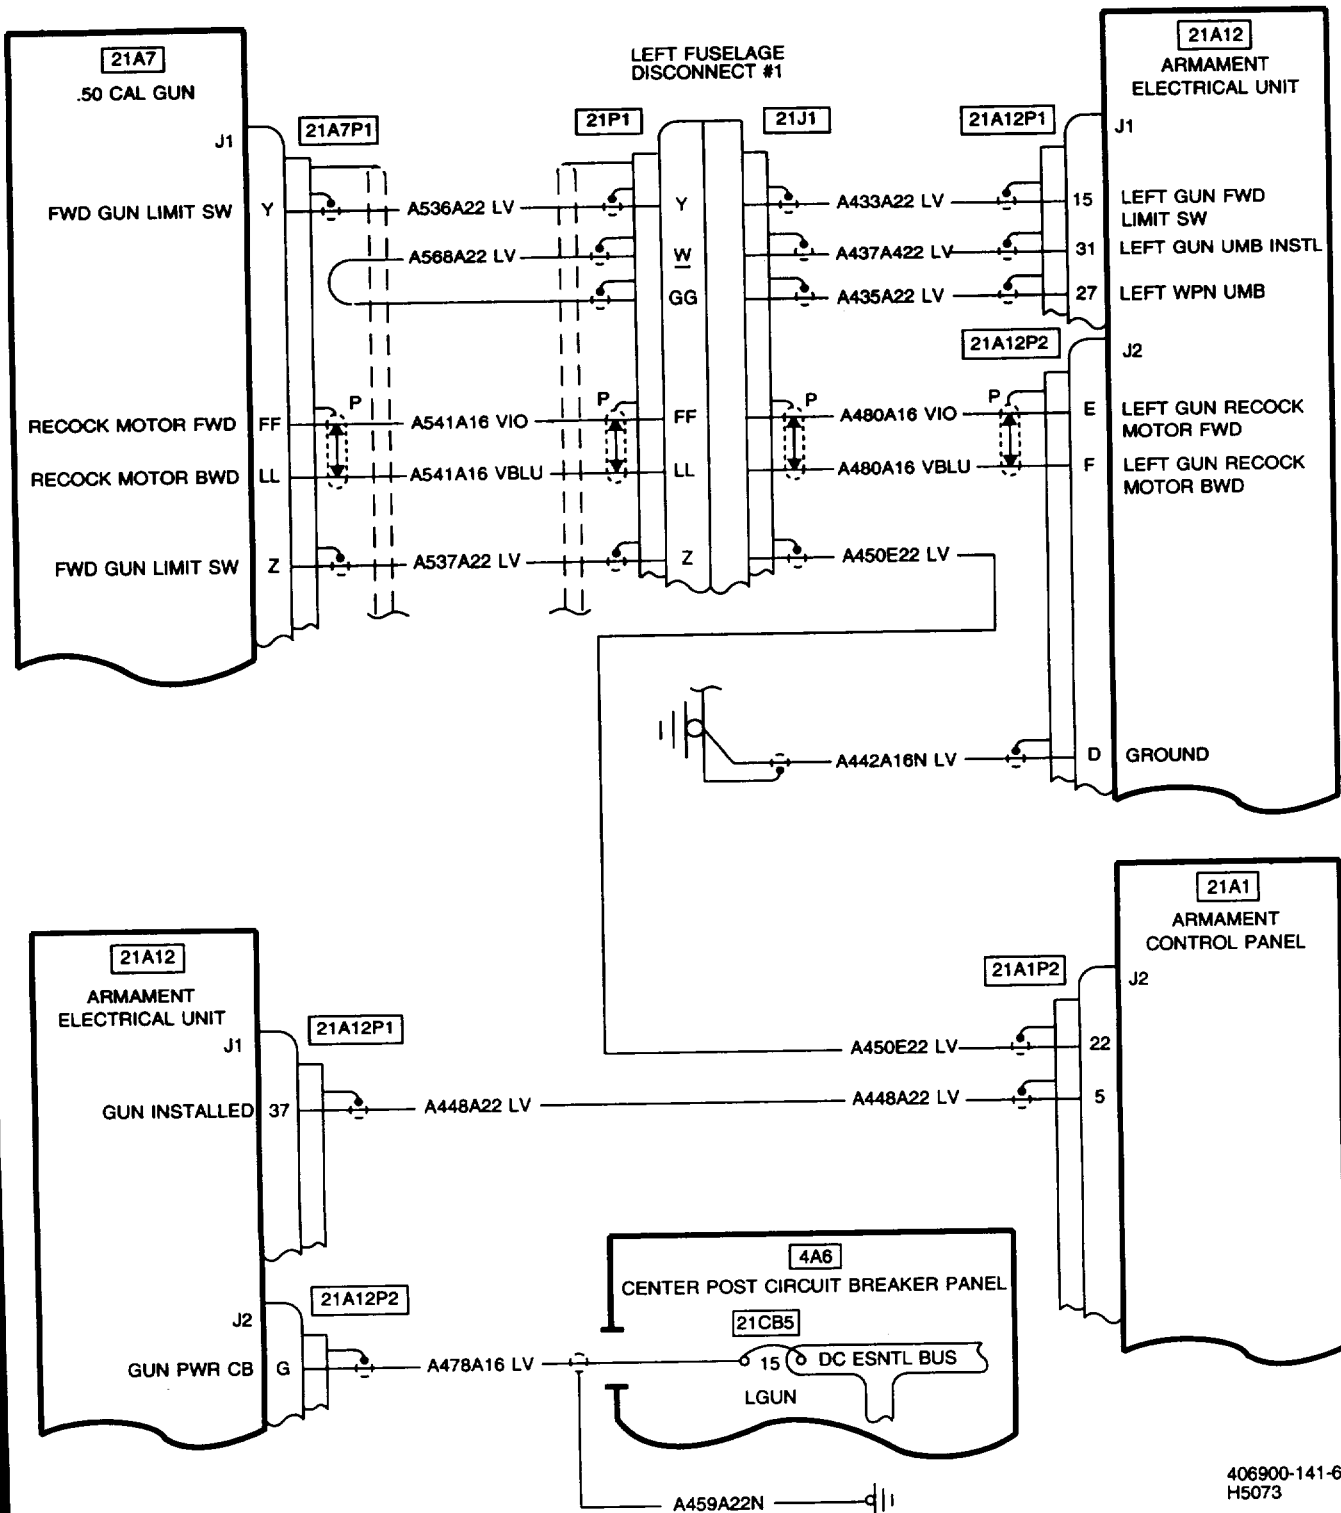 21A7
.50 CAL GUN
J1
21A7P1
LEFT FUSELAGE
DISCONNECT #1
21P1
21J1
21A12
ARMAMENT
ELECTRICAL UNIT
21A12P1
J1
FWD GUN LIMIT SW
Y
A536A22 LV
Y
A433A22 LV
15
LEFT GUN FWD
LIMIT SW
A568A22 LV
W
A437A422 LV
31
LEFT GUN UMB INSTL
GG
A435A22 LV
27
LEFT WPN UMB
21A12P2
J2
RECOCK MOTOR FWD
FF
P
A541A16 VIO
P
FF
P
A480A16 VIO
P
E
LEFT GUN RECOCK
MOTOR FWD
RECOCK MOTOR BWD
LL
A541A16 VBLU
LL
A480A16 VBLU
F
LEFT GUN RECOCK
MOTOR BWD
FWD GUN LIMIT SW
Z
A537A22 LV
Z
A450E22 LV
A442A16N LV
D
GROUND
21A1
ARMAMENT
CONTROL PANEL
21A1P2
J2
21A12
ARMAMENT
ELECTRICAL UNIT
J1
21A12P1
A450E22 LV
22
GUN INSTALLED
37
A448A22 LV
A448A22 LV
5
4A6
CENTER POST CIRCUIT BREAKER PANEL
21A12P2
J2
21CB5
GUN PWR CB
G
A478A16 LV
15
DC ESNTL BUS
LGUN
A459A22N
406900-141-6
H5073